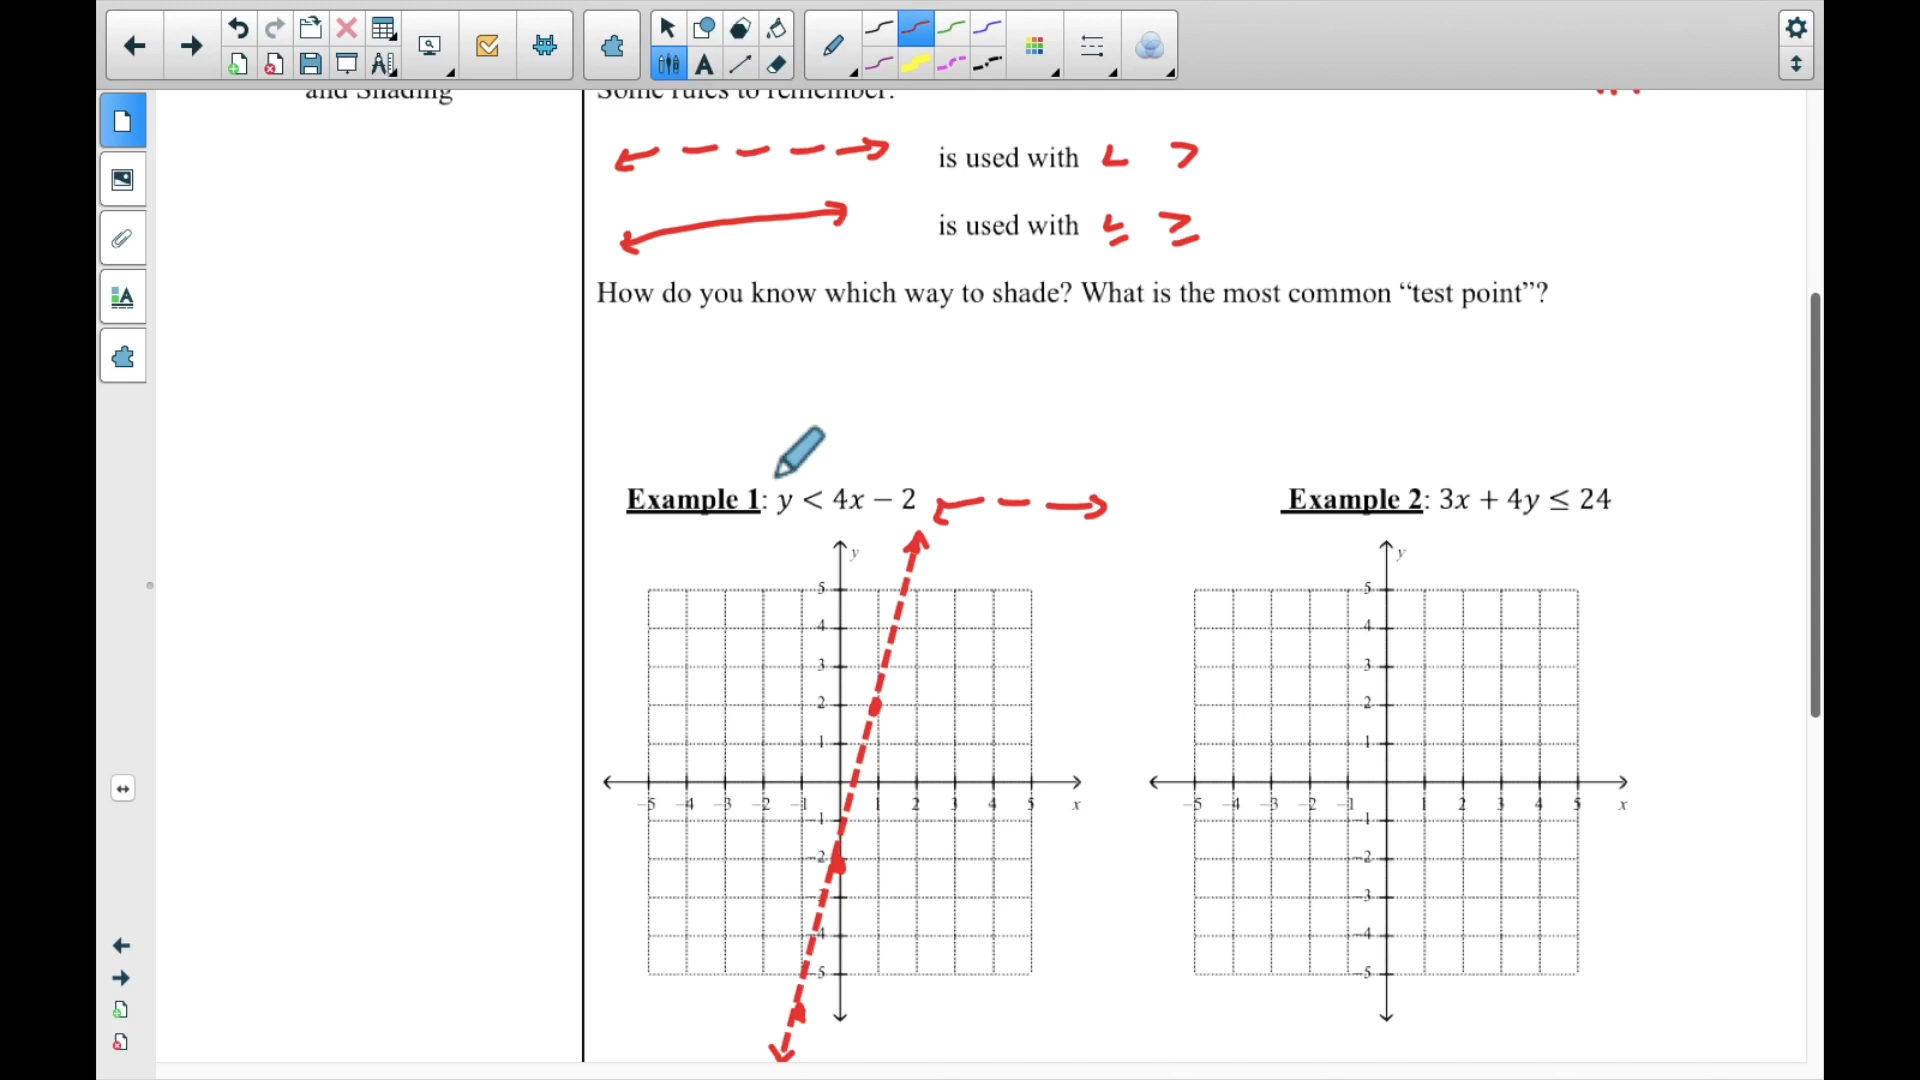 and Shading
Some rules to remember:
is used with < >
is used with ≤ ≥
How do you know which way to shade? What is the most common “test point”?
Example 1: y < 4x − 2
Example 2: 3x + 4y ≤ 24
y
5
4
3
2
1
−5 −4 −3 −2 −1 1 2 3 4 5 x
−1
−2
−4
−5
y
5
4
3
2
1
−5 −4 −3 −2 −1 1 2 3 4 5 x
−1
−2
−3
−4
−5